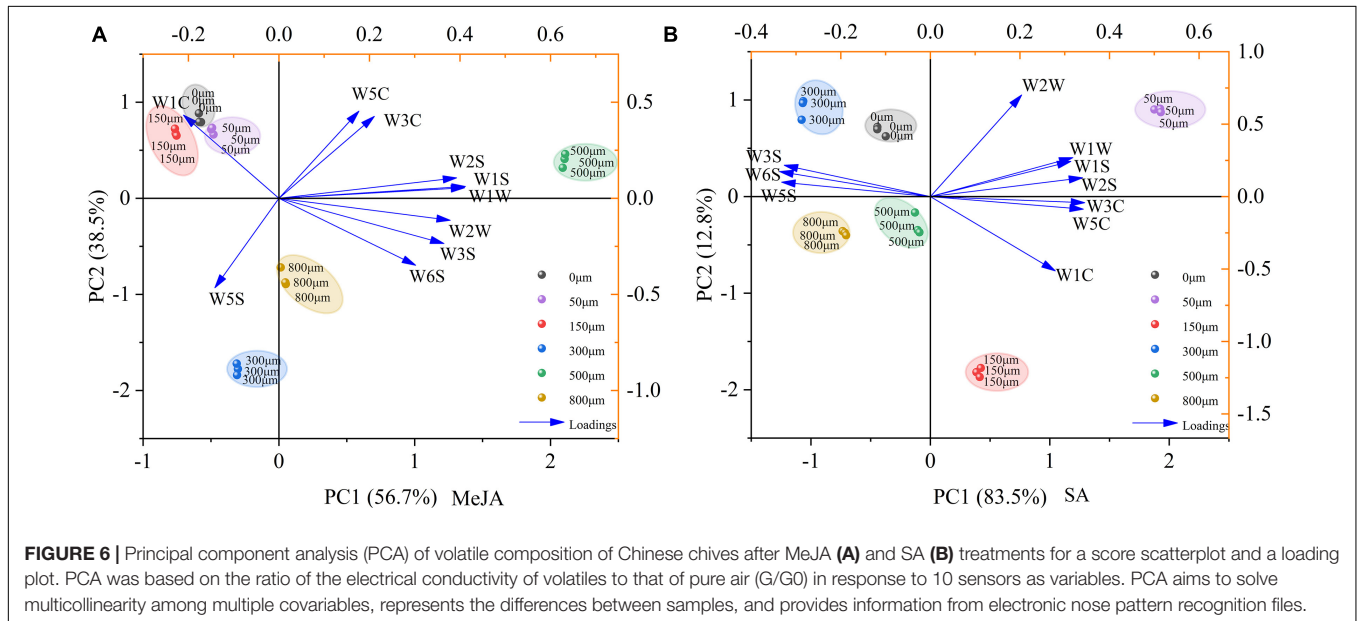 A
-0.2 0.0 0.2 0.4 0.6
W1C
0μm
0μm
0μm
150μm
150μm
150μm
50μm
50μm
50μm
W5C
W3C
W2S
W1S
W1W
W2W
W3S
W6S
W5S
500μm
500μm
500μm
800μm
800μm
800μm
300μm
300μm
300μm
0μm
50μm
150μm
300μm
500μm
800μm
Loadings
1
0
-1
-2
PC2 (38.5%)
0.5
0.0
-0.5
-1.0
-1 0 1 2
PC1 (56.7%) MeJA
B
-0.4 -0.2 0.0 0.2 0.4 0.6
300μm
300μm
300μm
0μm
0μm
0μm
W2W
50μm
50μm
50μm
W3S
W6S
W5S
W1W
W1S
W2S
W3C
W5C
W1C
800μm
800μm
800μm
500μm
500μm
500μm
150μm
150μm
150μm
0μm
50μm
150μm
300μm
500μm
800μm
Loadings
1
0
-1
-2
PC2 (12.8%)
1.0
0.5
0.0
-0.5
-1.0
-1.5
-1 0 1 2
PC1 (83.5%) SA
FIGURE 6 | Principal component analysis (PCA) of volatile composition of Chinese chives after MeJA (A) and SA (B) treatments for a score scatterplot and a loading
plot. PCA was based on the ratio of the electrical conductivity of volatiles to that of pure air (G/G0) in response to 10 sensors as variables. PCA aims to solve
multicollinearity among multiple covariables, represents the differences between samples, and provides information from electronic nose pattern recognition files.